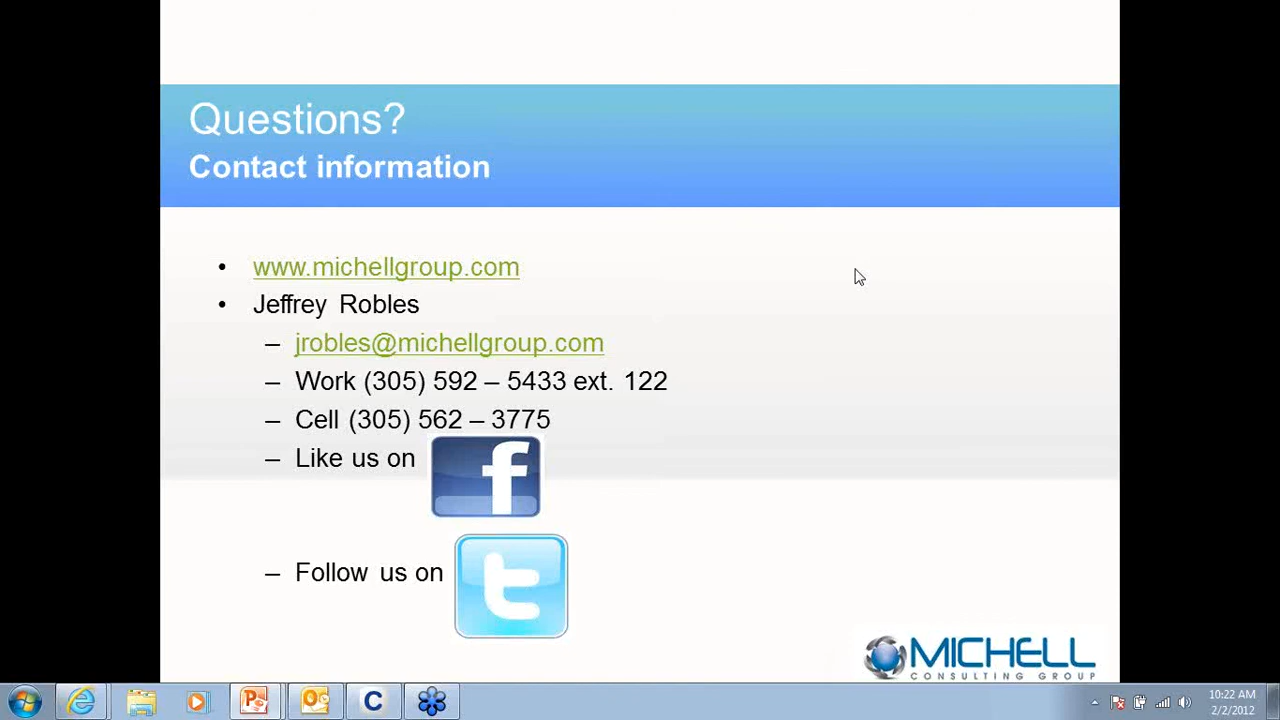 Questions?
Contact information
• www.michellgroup.com
• Jeffrey Robles
– jrobles@michellgroup.com
– Work (305) 592 – 5433 ext. 122
– Cell (305) 562 – 3775
– Like us on f
– Follow us on t
MICHELL
CONSULTING GROUP
C
10:22 AM
2/2/2012